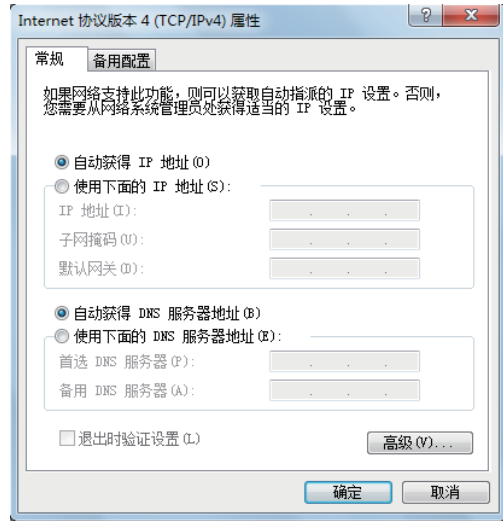 Internet 协议版本 4 (TCP/IPv4) 属性
常规 备用配置
如果网络支持此功能，则可以获取自动指派的 IP 设置。否则，
您需要从网络系统管理员处获得适当的 IP 设置。
自动获得 IP 地址(O)
使用下面的 IP 地址(S):
IP 地址(I):
子网掩码(U):
默认网关(D):
自动获得 DNS 服务器地址(B)
使用下面的 DNS 服务器地址(E):
首选 DNS 服务器(P):
备用 DNS 服务器(A):
退出时验证设置(L)
高级(V)...
确定 取消